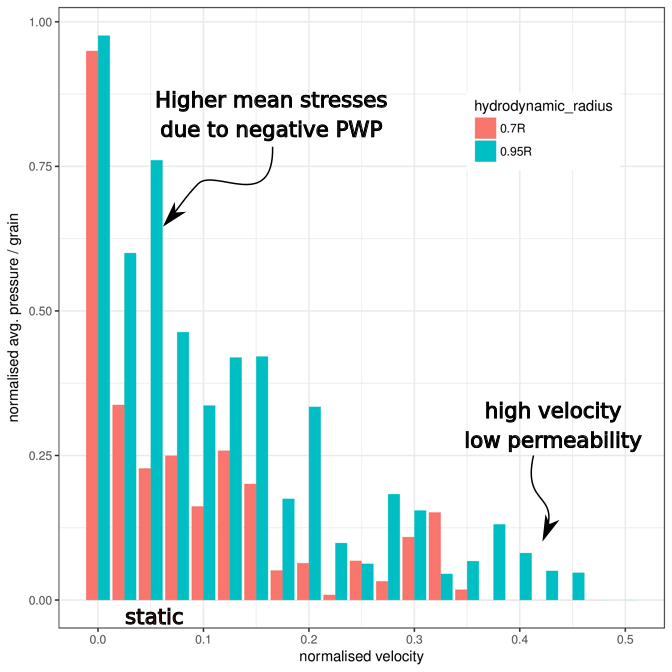 1.00
Higher mean stresses
due to negative PWP
hydrodynamic_radius
0.7R
0.95R
0.75
normalised avg. pressure / grain
0.50
high velocity
low permeability
0.25
0.00
static
0.0 0.1 0.2 0.3 0.4 0.5
normalised velocity